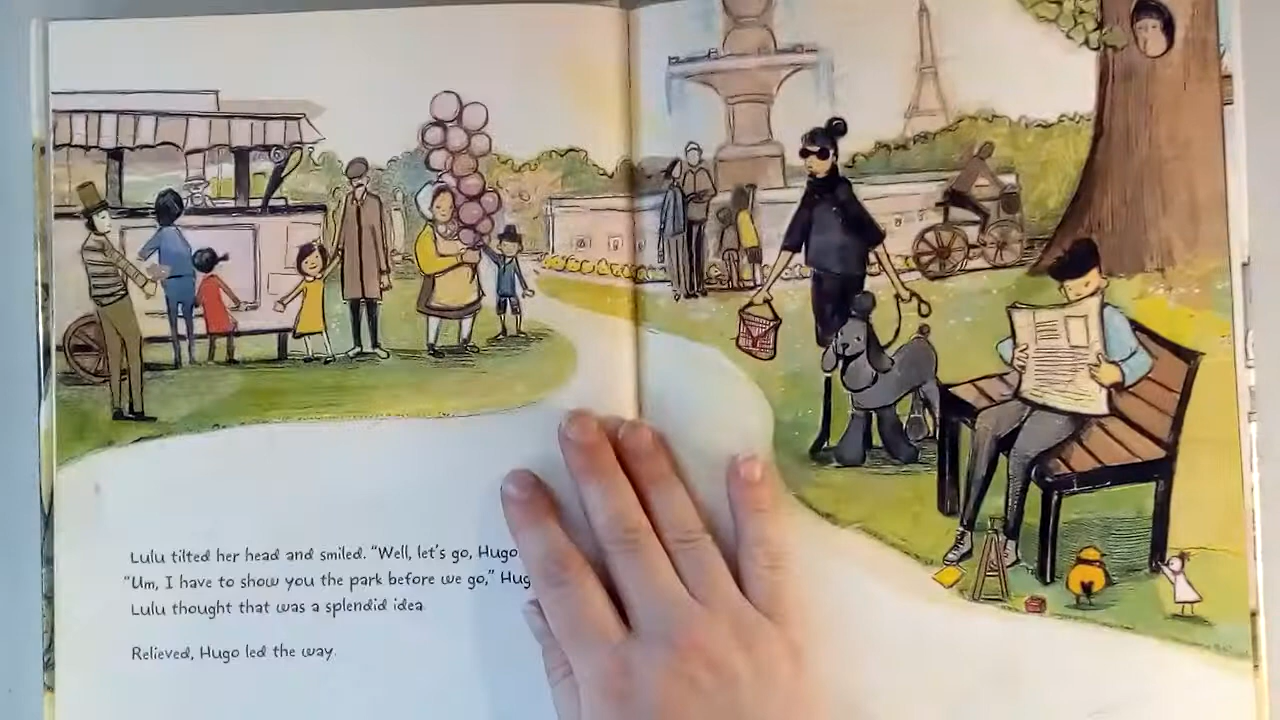 Lulu tilted her head and smiled. “Well, let’s go, Hugo
“Um, I have to show you the park before we go,”
Lulu thought that was a splendid idea
Relieved, Hugo led the way.